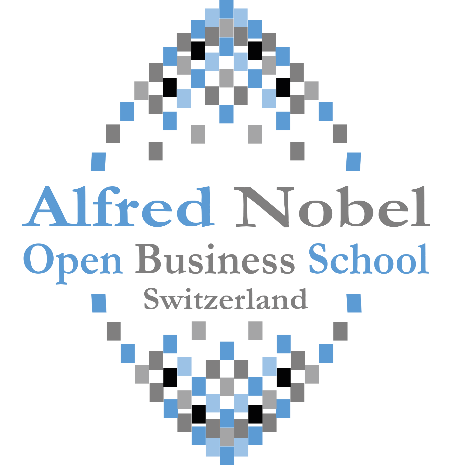 Alfred Nobel
Open Business School
Switzerland